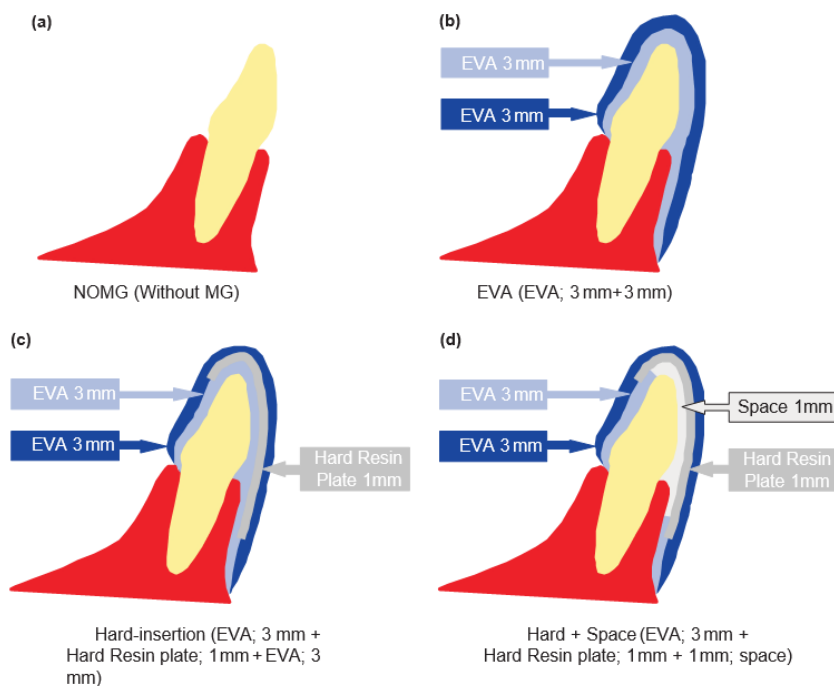 (a)
NOMG (Without MG)
(b)
EVA 3 mm
EVA 3 mm
EVA (EVA; 3 mm+3 mm)
(c)
EVA 3 mm
EVA 3 mm
Hard Resin
Plate 1mm
Hard-insertion (EVA; 3 mm +
Hard Resin plate; 1mm + EVA; 3
mm)
(d)
EVA 3 mm
EVA 3 mm
Space 1mm
Hard Resin
Plate 1mm
Hard + Space (EVA; 3mm +
Hard Resin plate; 1mm + 1mm; space)